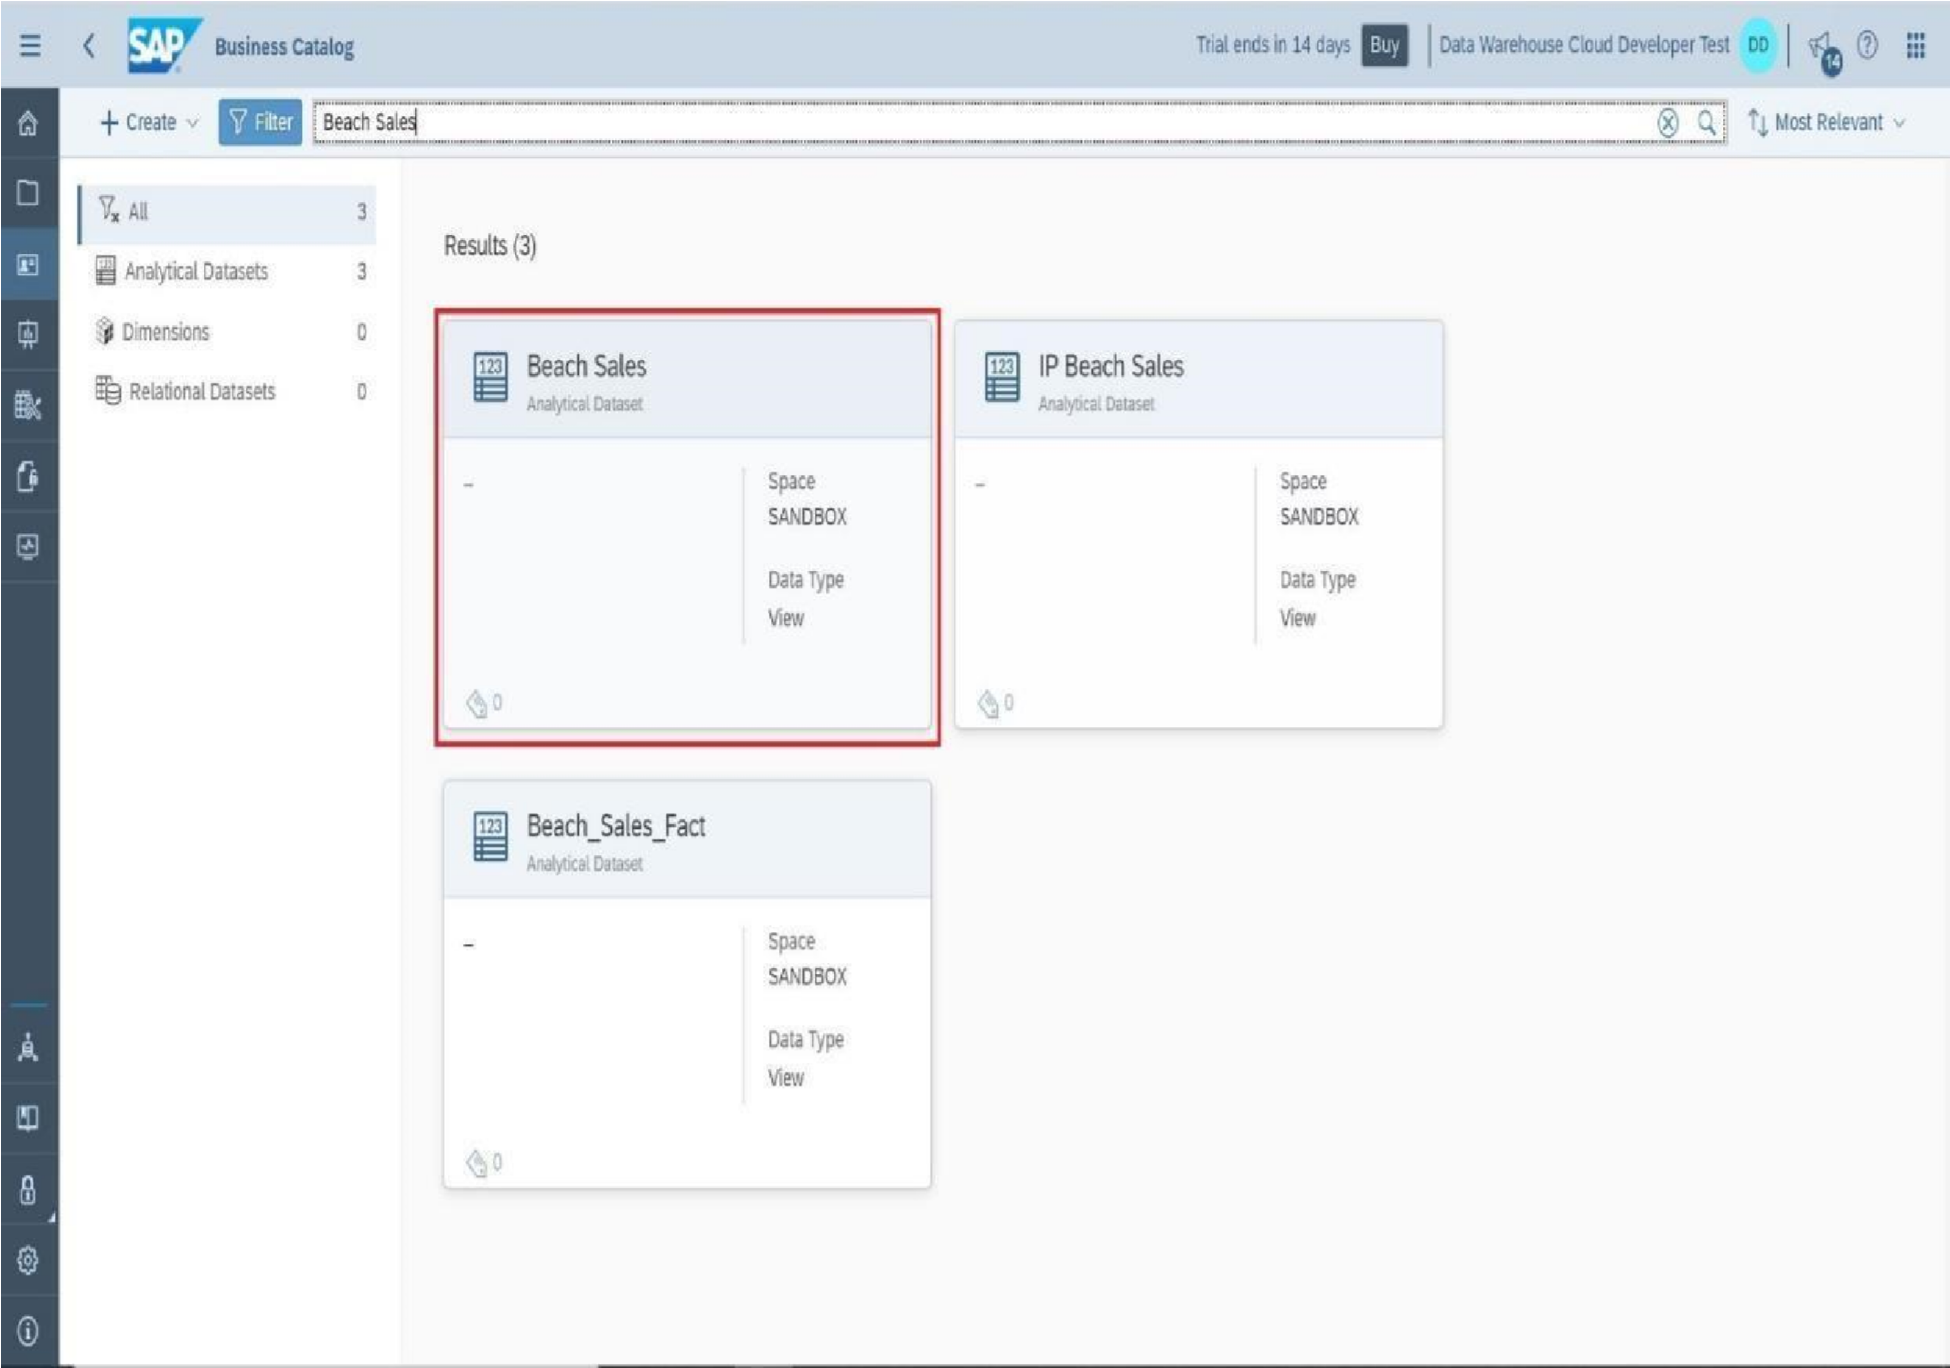 SAP Business Catalog
Trial ends in 14 days Buy Data Warehouse Cloud Developer Test DD 14
+ Create Filter Beach Sales Most Relevant
All 3
Analytical Datasets 3
Dimensions 0
Relational Datasets 0
Results (3)
123 Beach Sales
Analytical Dataset
–
Space
SANDBOX
Data Type
View
0
123 IP Beach Sales
Analytical Dataset
–
Space
SANDBOX
Data Type
View
0
123 Beach_Sales_Fact
Analytical Dataset
–
Space
SANDBOX
Data Type
View
0